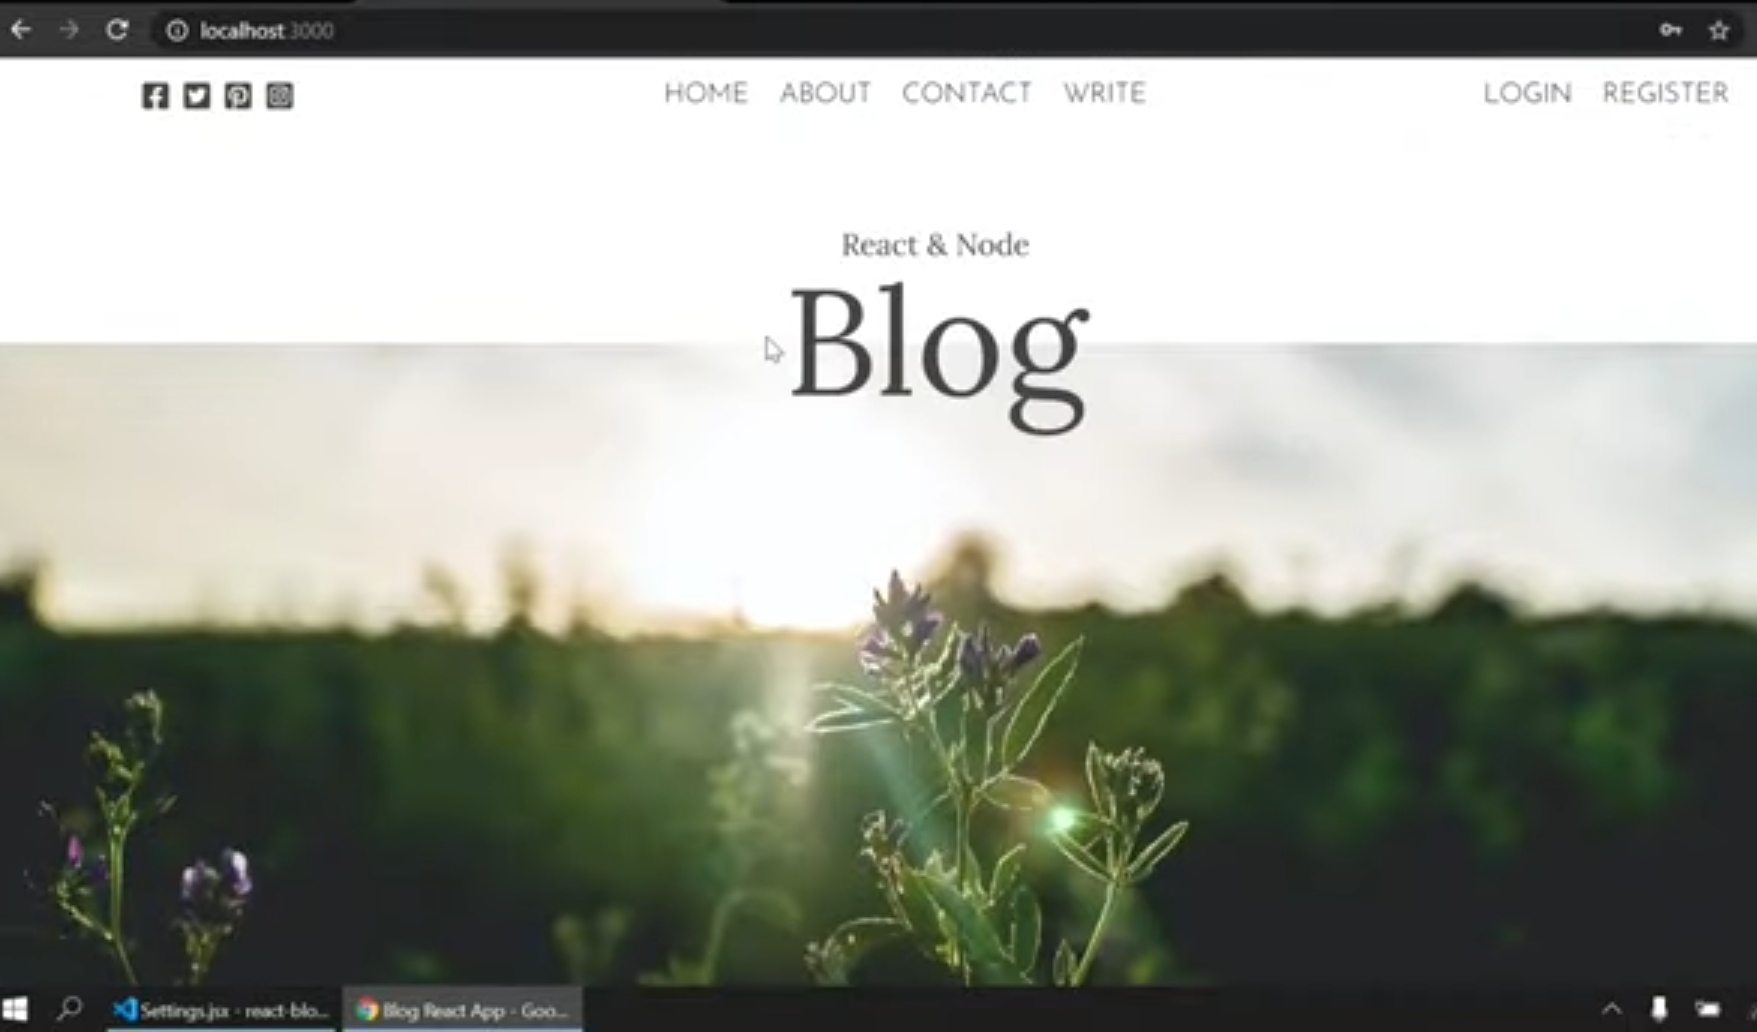 localhost:3000
HOME ABOUT CONTACT WRITE
LOGIN REGISTER
React & Node
Blog
Settings.jsx - react-blo...
Blog React App - Goo...